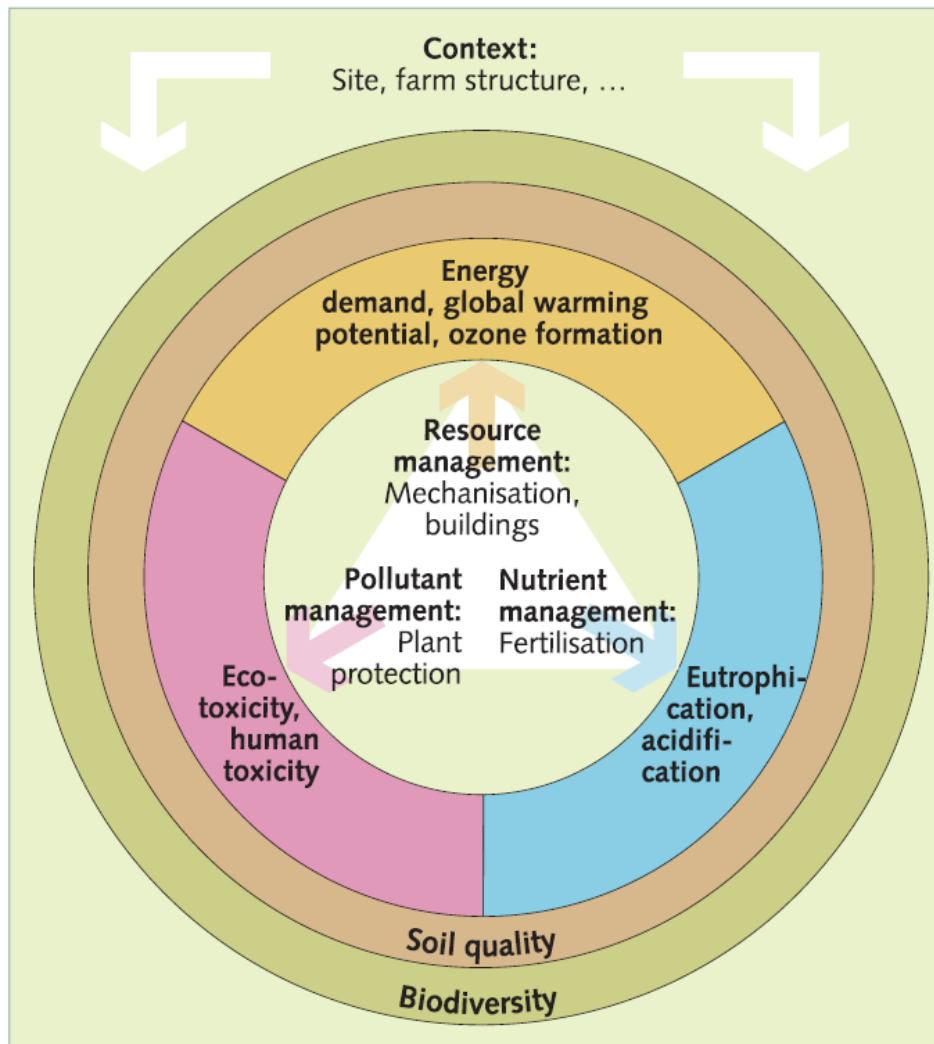 Context:
Site, farm structure, …
Energy
demand, global warming
potential, ozone formation
Resource
management:
Mechanisation,
buildings
Pollutant
management:
Plant
protection
Nutrient
management:
Fertilisation
Eco-
toxicity,
human
toxicity
Eutrophi-
cation,
acidifi-
cation
Soil quality
Biodiversity